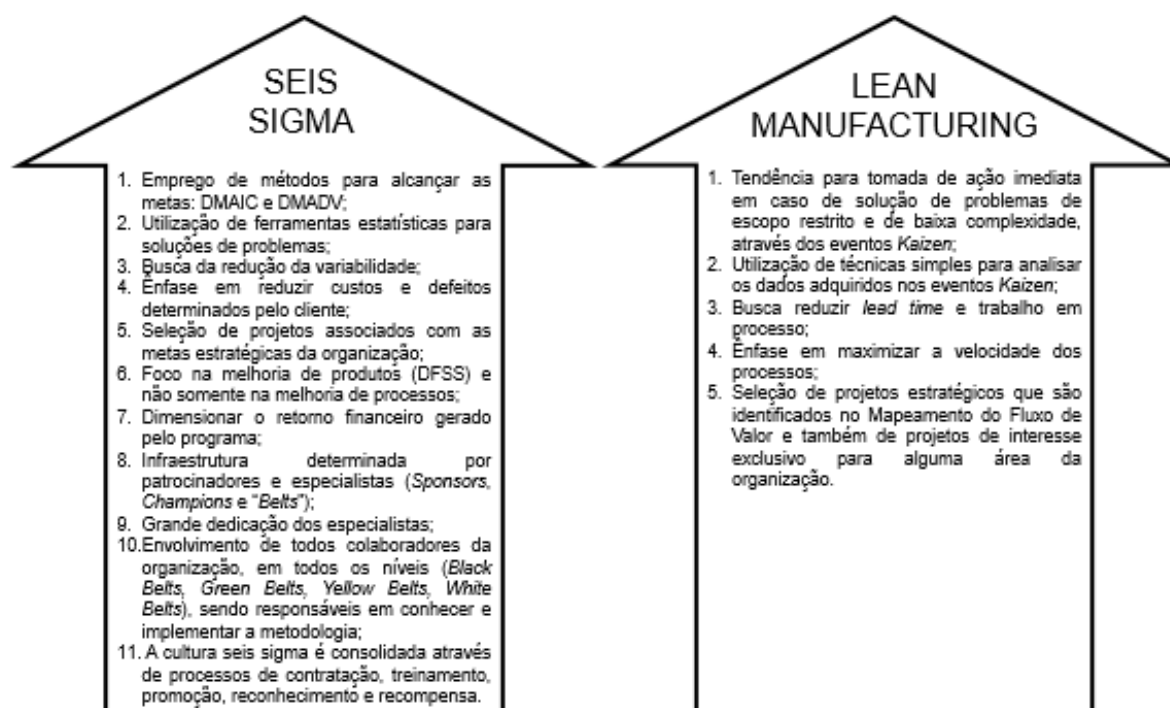 SEIS
SIGMA
1. Emprego de métodos para alcançar as
metas: DMAIC e DMADV;
2. Utilização de ferramentas estatísticas para
soluções de problemas;
3. Busca da redução da variabilidade;
4. Ênfase em reduzir custos e defeitos
determinados pelo cliente;
5. Seleção de projetos associados com as
metas estratégicas da organização;
6. Foco na melhoria de produtos (DFSS) e
não somente na melhoria de processos;
7. Dimensionar o retorno financeiro gerado
pelo programa;
8. Infraestrutura determinada por
patrocinadores e especialistas (Sponsors,
Champions e “Belts”);
9. Grande dedicação dos especialistas;
10.Envolvimento de todos colaboradores da
organização, em todos os níveis (Black
Belts, Green Belts, Yellow Belts, White
Belts), sendo responsáveis em conhecer e
implementar a metodologia;
11. A cultura seis sigma é consolidada através
de processos de contratação, treinamento,
promoção, reconhecimento e recompensa.
LEAN
MANUFACTURING
1. Tendência para tomada de ação imediata
em caso de solução de problemas de
escopo restrito e de baixa complexidade,
através dos eventos Kaizen;
2. Utilização de técnicas simples para analisar
os dados adquiridos nos eventos Kaizen;
3. Busca reduzir lead time e trabalho em
processo;
4. Ênfase em maximizar a velocidade dos
processos;
5. Seleção de projetos estratégicos que são
identificados no Mapeamento do Fluxo de
Valor e também de projetos de interesse
exclusivo para alguma área da
organização.